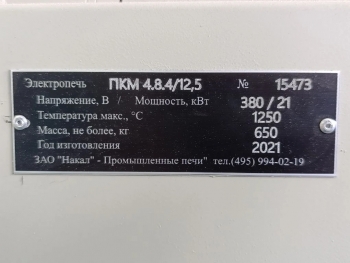 Электропечь ПКМ 4.8.4/12,5 № 15473
Напряжение, В / Мощность, кВт 380 / 21
Температура макс., °С 1250
Масса, не более, кг 650
Год изготовления 2021
ЗАО "Накал" - Промышленные печи" тел.(495) 994-02-19